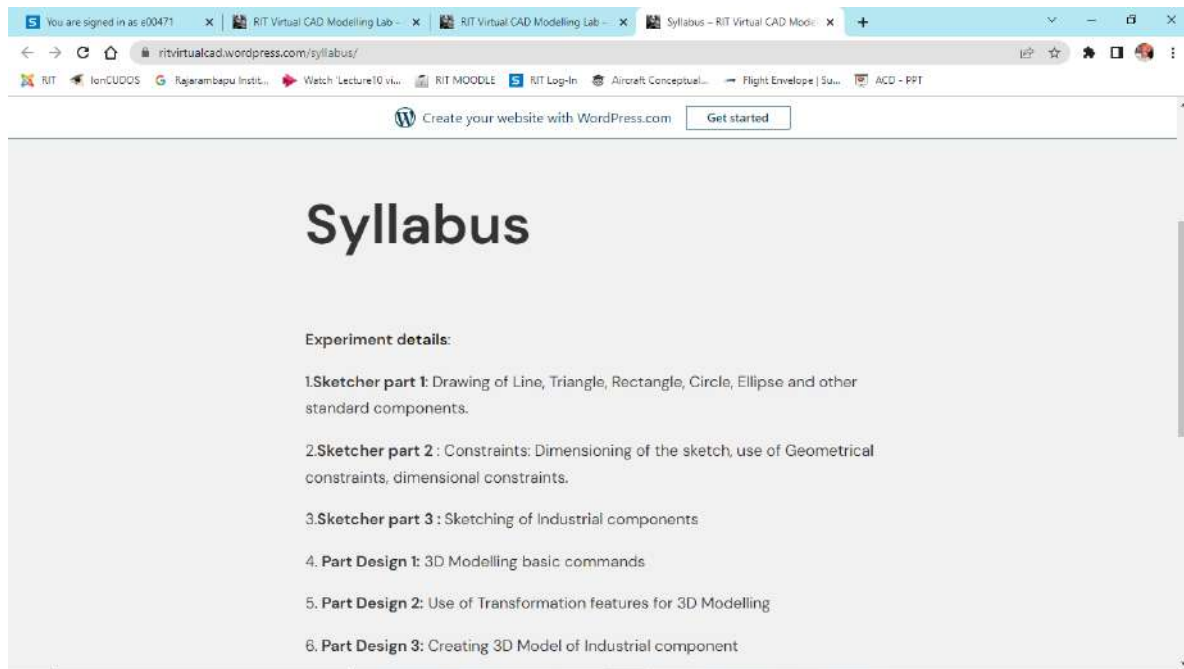 You are signed in as e00471
RIT Virtual CAD Modelling Lab –
RIT Virtual CAD Modelling Lab –
Syllabus – RIT Virtual CAD Mode
ritvirtualcad.wordpress.com/syllabus/
RIT
IonCUDOS
Rajarambapu Instit...
Watch 'Lecture10 vi...
RIT MOODLE
RIT Log-In
Aircraft Conceptual...
Flight Envelope | Su...
ACD - PPT
Create your website with WordPress.com
Get started
Syllabus
Experiment details:
1.Sketcher part 1: Drawing of Line, Triangle, Rectangle, Circle, Ellipse and other
standard components.
2.Sketcher part 2 : Constraints: Dimensioning of the sketch, use of Geometrical
constraints, dimensional constraints.
3.Sketcher part 3 : Sketching of Industrial components
4. Part Design 1: 3D Modelling basic commands
5. Part Design 2: Use of Transformation features for 3D Modelling
6. Part Design 3: Creating 3D Model of Industrial component